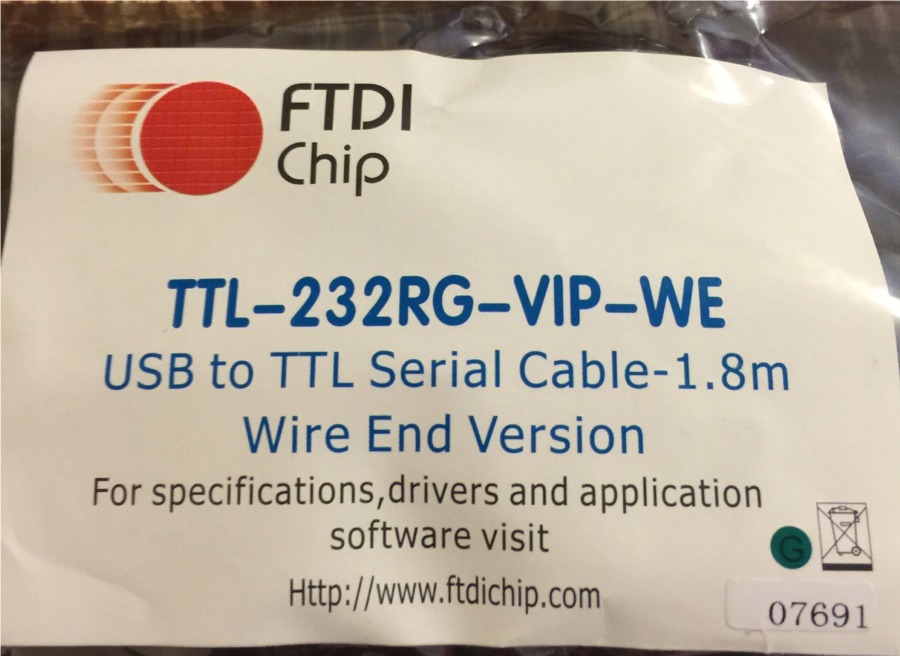 FTDI
Chip
TTL-232RG-VIP-WE
USB to TTL Serial Cable-1.8m
Wire End Version
For specifications,drivers and application
software visit
G
Http://www.ftdichip.com
07691